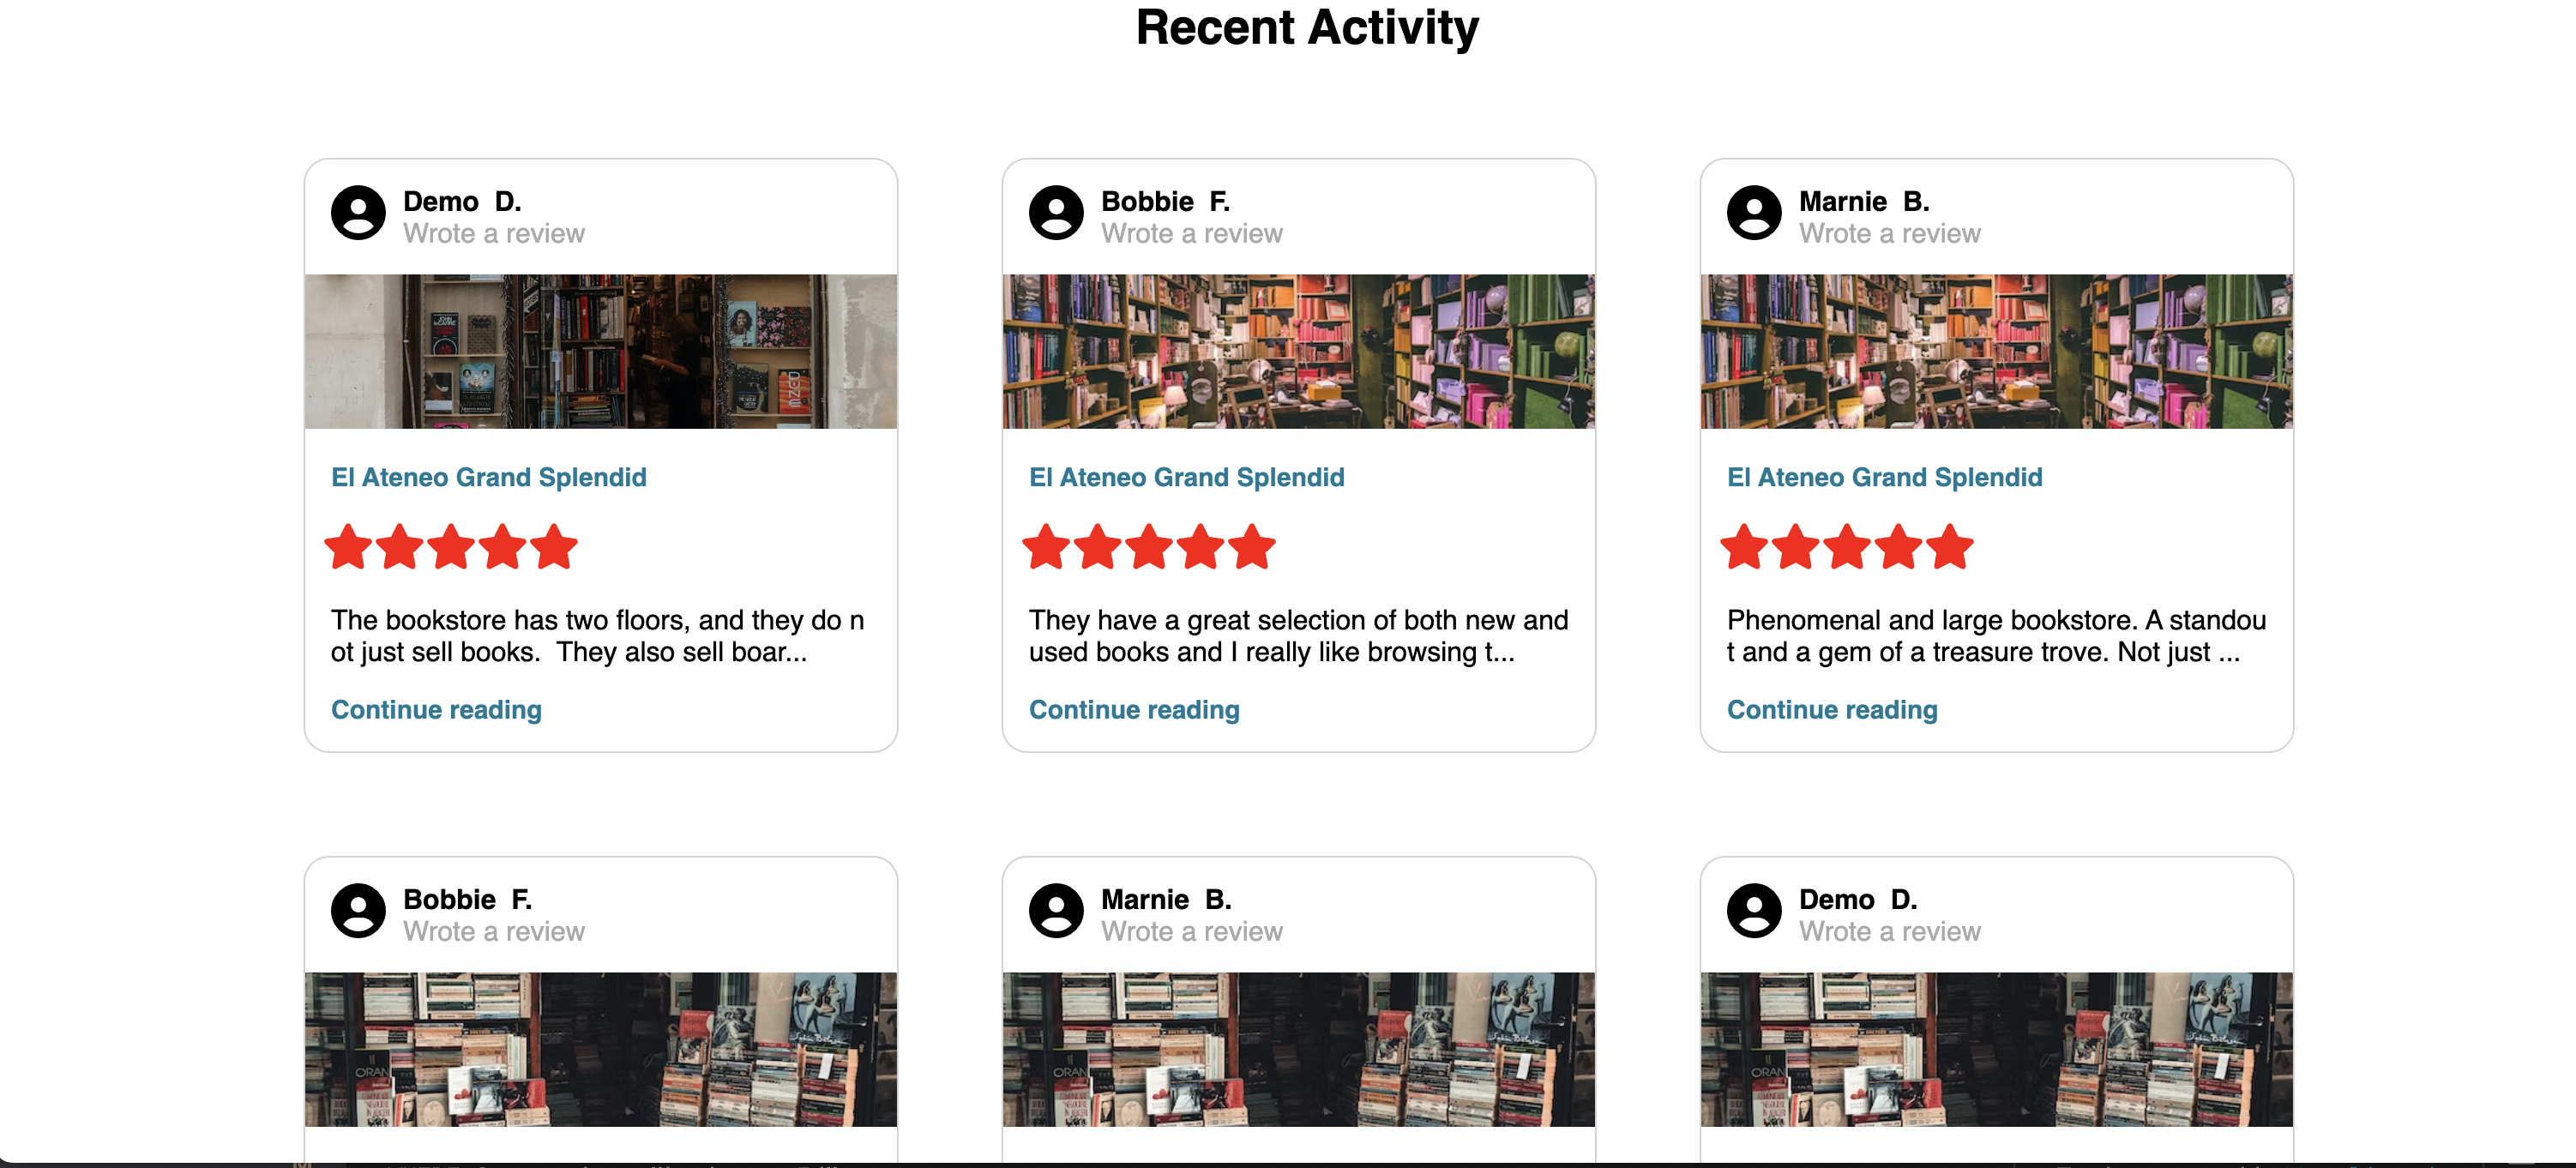 Recent Activity
Demo D.
Wrote a review
El Ateneo Grand Splendid
The bookstore has two floors, and they do n
ot just sell books. They also sell boar...
Continue reading
Bobbie F.
Wrote a review
El Ateneo Grand Splendid
They have a great selection of both new and
used books and I really like browsing t...
Continue reading
Marnie B.
Wrote a review
El Ateneo Grand Splendid
Phenomenal and large bookstore. A standou
t and a gem of a treasure trove. Not just ...
Continue reading
Bobbie F.
Wrote a review
ORAN
Marnie B.
Wrote a review
ORAN
Demo D.
Wrote a review
ORAN